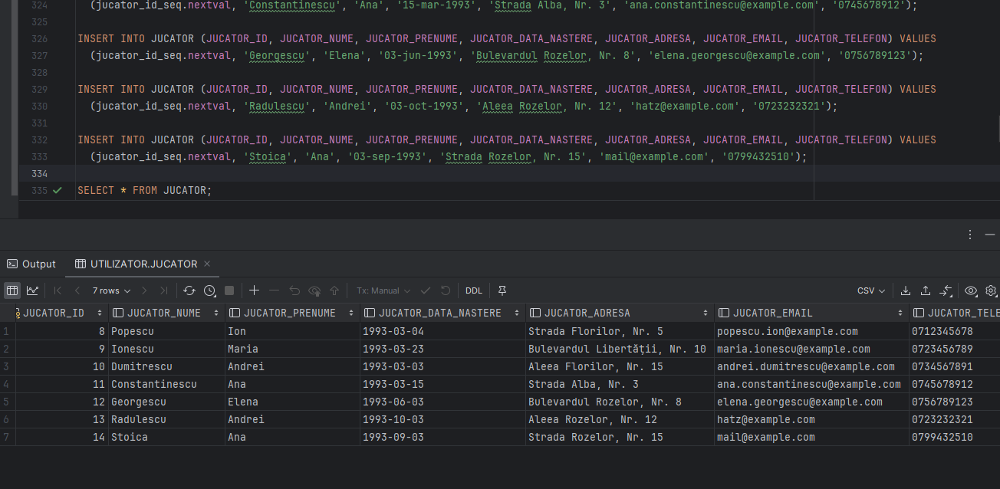 324 (jucator_id_seq.nextval, 'Constantinescu', 'Ana', '15-mar-1993', 'Strada Alba, Nr. 3', 'ana.constantinescu@example.com', '0745678912');
325
326 INSERT INTO JUCATOR (JUCATOR_ID, JUCATOR_NUME, JUCATOR_PRENUME, JUCATOR_DATA_NASTERE, JUCATOR_ADRESA, JUCATOR_EMAIL, JUCATOR_TELEFON) VALUES
327 (jucator_id_seq.nextval, 'Georgescu', 'Elena', '03-jun-1993', 'Bulevardul Rozelor, Nr. 8', 'elena.georgescu@example.com', '0756789123');
328
329 INSERT INTO JUCATOR (JUCATOR_ID, JUCATOR_NUME, JUCATOR_PRENUME, JUCATOR_DATA_NASTERE, JUCATOR_ADRESA, JUCATOR_EMAIL, JUCATOR_TELEFON) VALUES
330 (jucator_id_seq.nextval, 'Radulescu', 'Andrei', '03-oct-1993', 'Aleea Rozelor, Nr. 12', 'hatz@example.com', '0723232321');
331
332 INSERT INTO JUCATOR (JUCATOR_ID, JUCATOR_NUME, JUCATOR_PRENUME, JUCATOR_DATA_NASTERE, JUCATOR_ADRESA, JUCATOR_EMAIL, JUCATOR_TELEFON) VALUES
333 (jucator_id_seq.nextval, 'Stoica', 'Ana', '03-sep-1993', 'Strada Rozelor, Nr. 15', 'mail@example.com', '0799432510');
334
335 SELECT * FROM JUCATOR;
Output UTILIZATOR.JUCATOR
7 rows Tx: Manual DDL CSV
JUCATOR_ID JUCATOR_NUME JUCATOR_PRENUME JUCATOR_DATA_NASTERE JUCATOR_ADRESA JUCATOR_EMAIL JUCATOR_TELE
1 8 Popescu Ion 1993-03-04 Strada Florilor, Nr. 5 popescu.ion@example.com 0712345678
2 9 Ionescu Maria 1993-03-23 Bulevardul Libertății, Nr. 10 maria.ionescu@example.com 0723456789
3 10 Dumitrescu Andrei 1993-03-03 Aleea Florilor, Nr. 15 andrei.dumitrescu@example.com 0734567891
4 11 Constantinescu Ana 1993-03-15 Strada Alba, Nr. 3 ana.constantinescu@example.com 0745678912
5 12 Georgescu Elena 1993-06-03 Bulevardul Rozelor, Nr. 8 elena.georgescu@example.com 0756789123
6 13 Radulescu Andrei 1993-10-03 Aleea Rozelor, Nr. 12 hatz@example.com 0723232321
7 14 Stoica Ana 1993-09-03 Strada Rozelor, Nr. 15 mail@example.com 0799432510